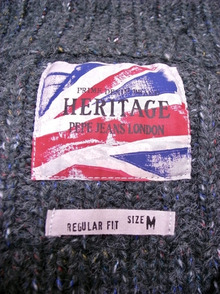 HERITAGE
PEPE JEANS LONDON
REGULAR FIT SIZE M